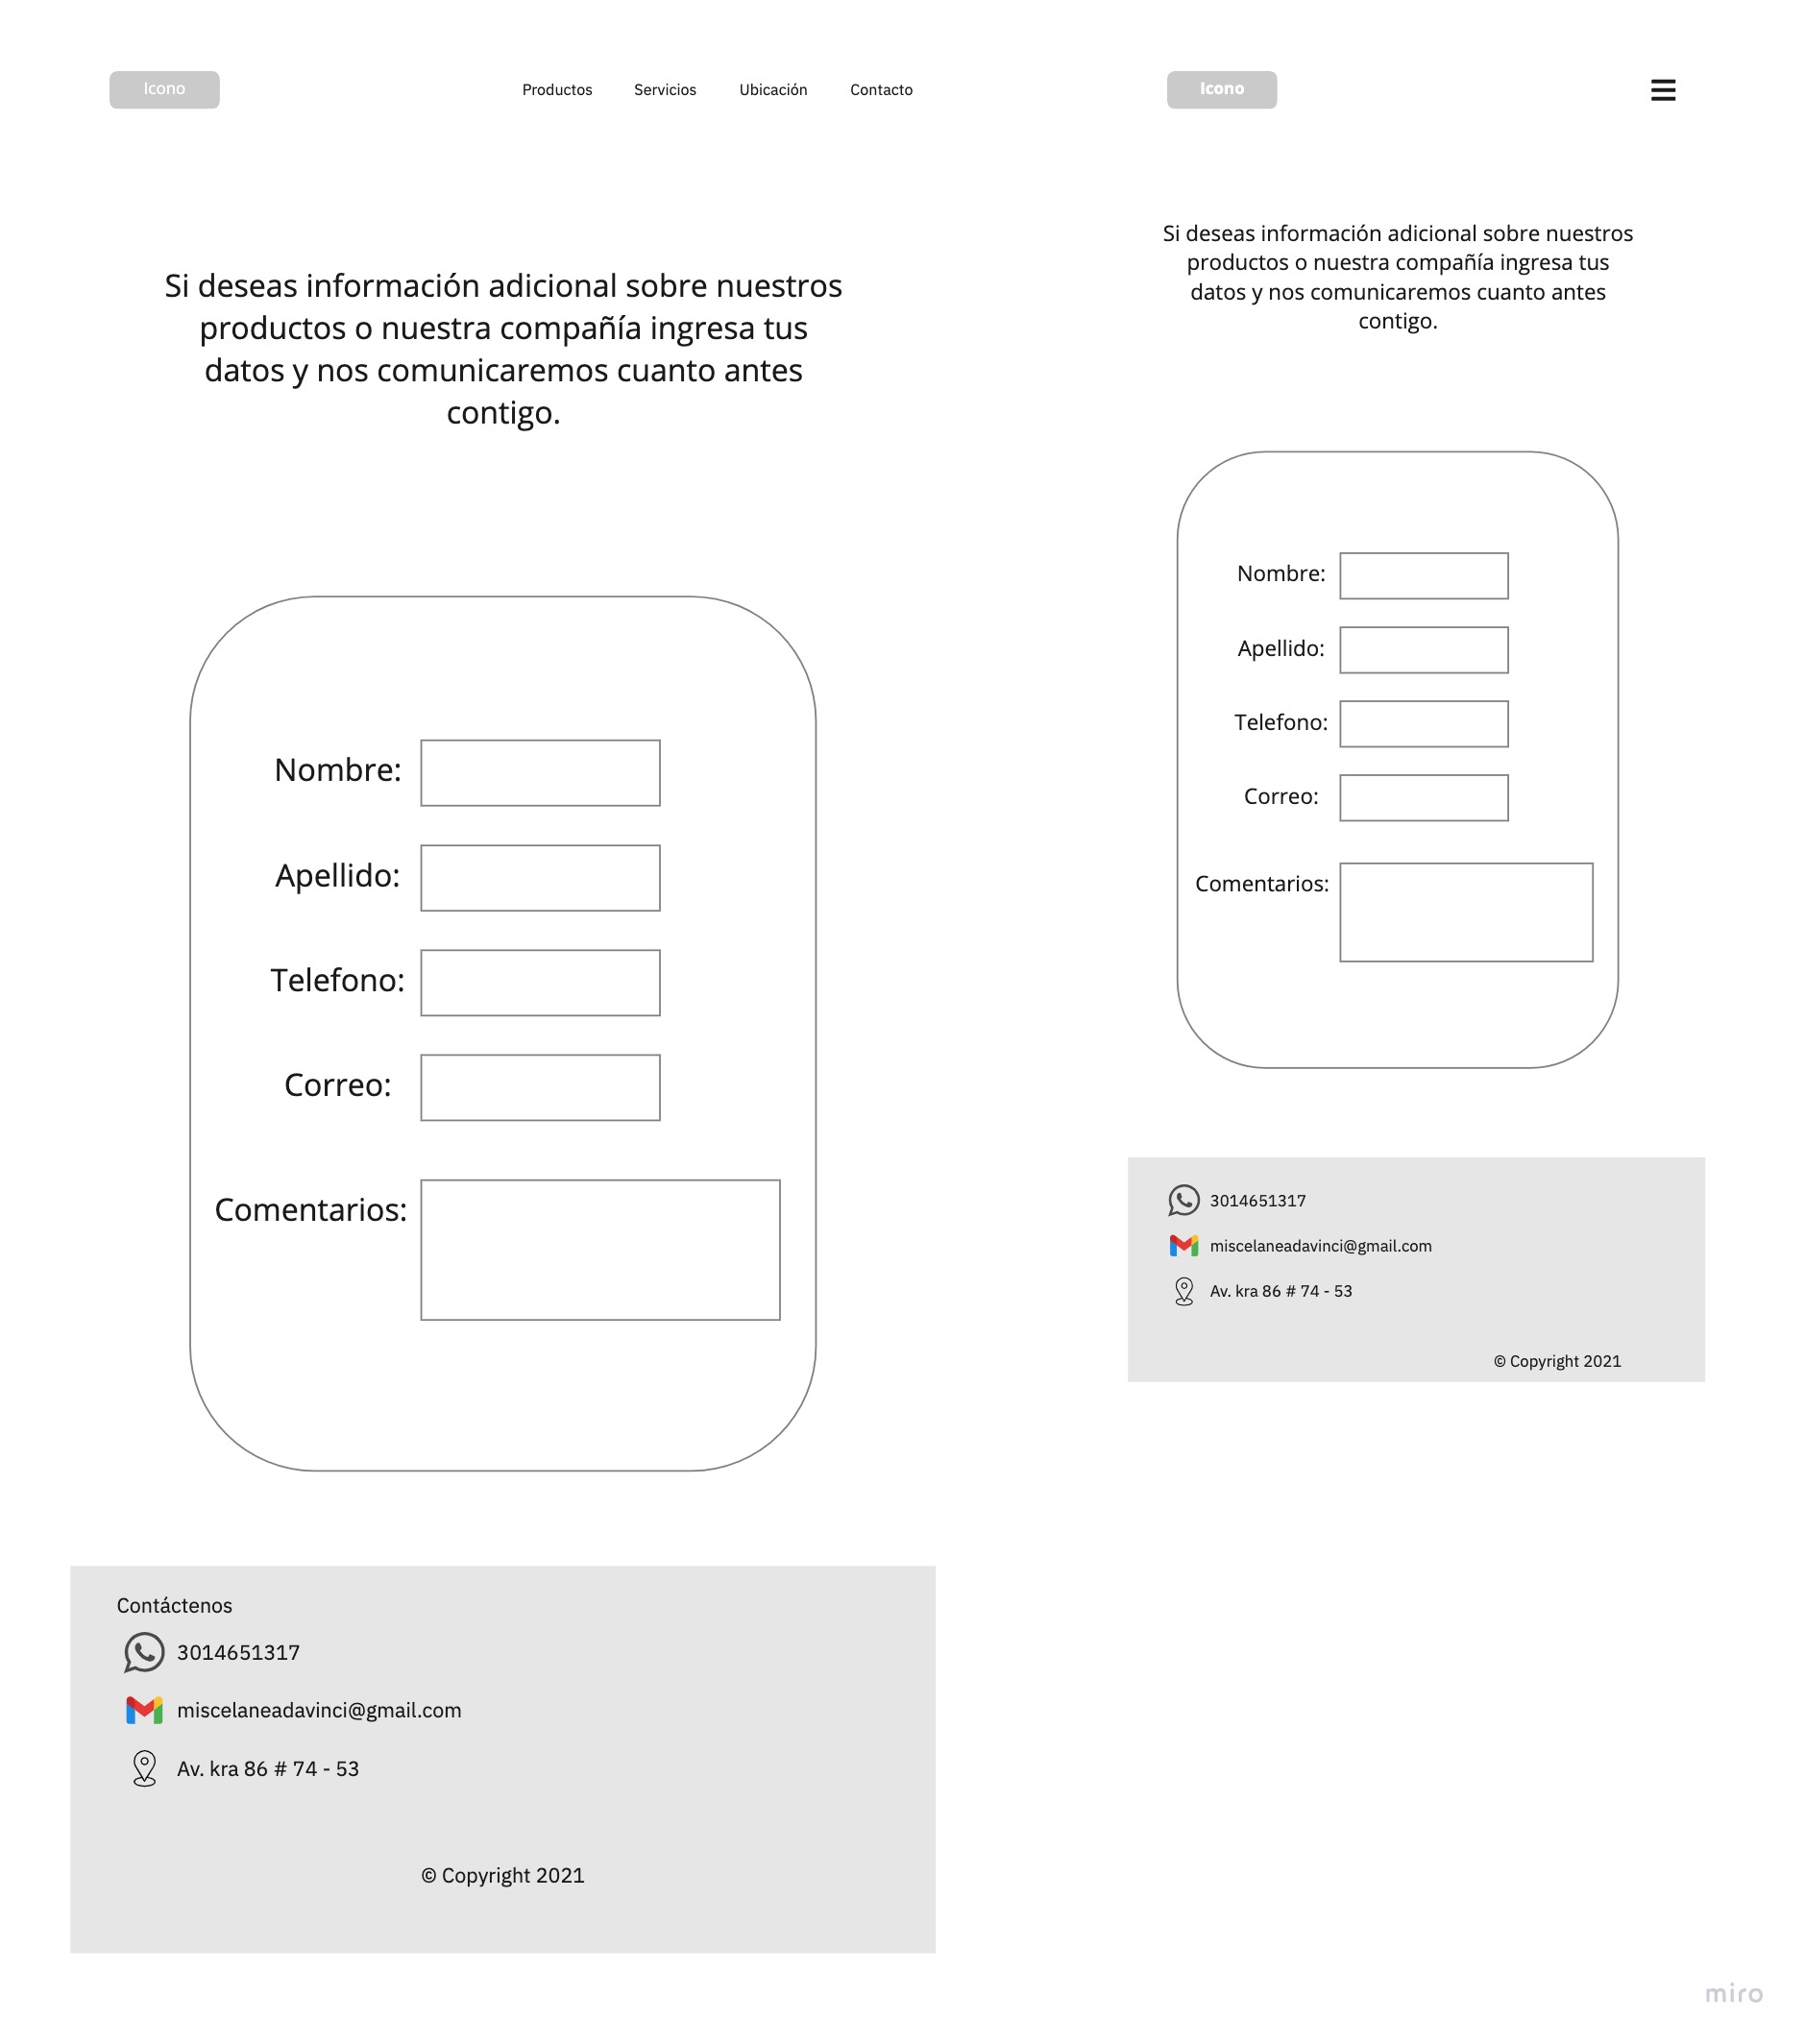 Icono
Productos
Servicios
Ubicación
Contacto
Si deseas información adicional sobre nuestros
productos o nuestra compañía ingresa tus
datos y nos comunicaremos cuanto antes
contigo.
Nombre:
Apellido:
Telefono:
Correo:
Comentarios:
Contáctenos
3014651317
miscelaneadavinci@gmail.com
Av. kra 86 # 74 - 53
© Copyright 2021
Icono
Si deseas información adicional sobre nuestros
productos o nuestra compañía ingresa tus
datos y nos comunicaremos cuanto antes
contigo.
Nombre:
Apellido:
Telefono:
Correo:
Comentarios:
3014651317
miscelaneadavinci@gmail.com
Av. kra 86 # 74 - 53
© Copyright 2021
miro